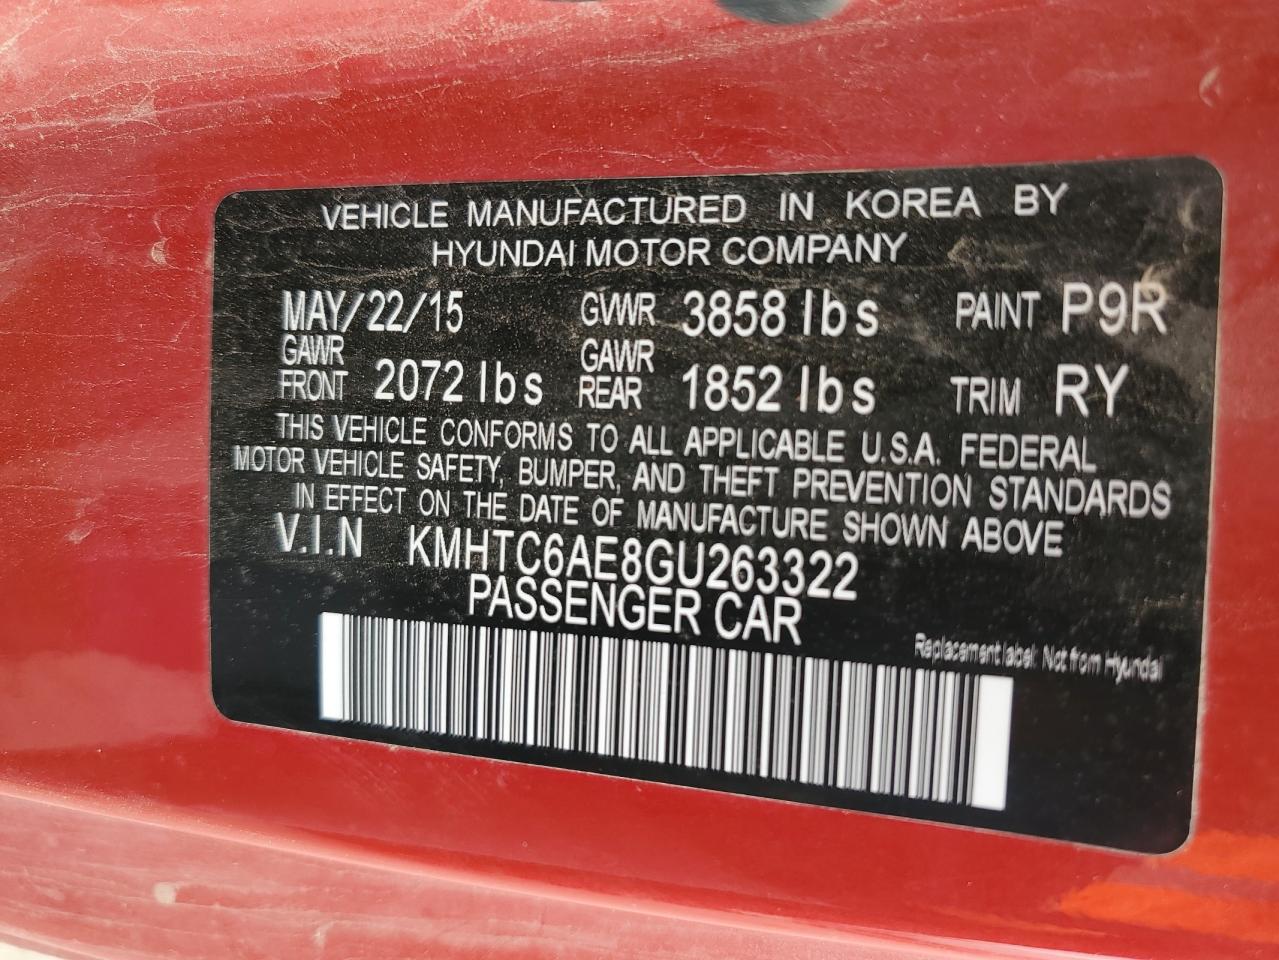 VEHICLE MANUFACTURED IN KOREA BY
HYUNDAI MOTOR COMPANY
MAY/22/15 GVWR 3858 lbs PAINT P9R
GAWR FRONT 2072 lbs GAWR REAR 1852 lbs TRIM RY
THIS VEHICLE CONFORMS TO ALL APPLICABLE U.S.A. FEDERAL
MOTOR VEHICLE SAFETY, BUMPER, AND THEFT PREVENTION STANDARDS
IN EFFECT ON THE DATE OF MANUFACTURE SHOWN ABOVE
V.I.N KMHTC6AE8GU263322
PASSENGER CAR
Replacement label: Not from Hyundai